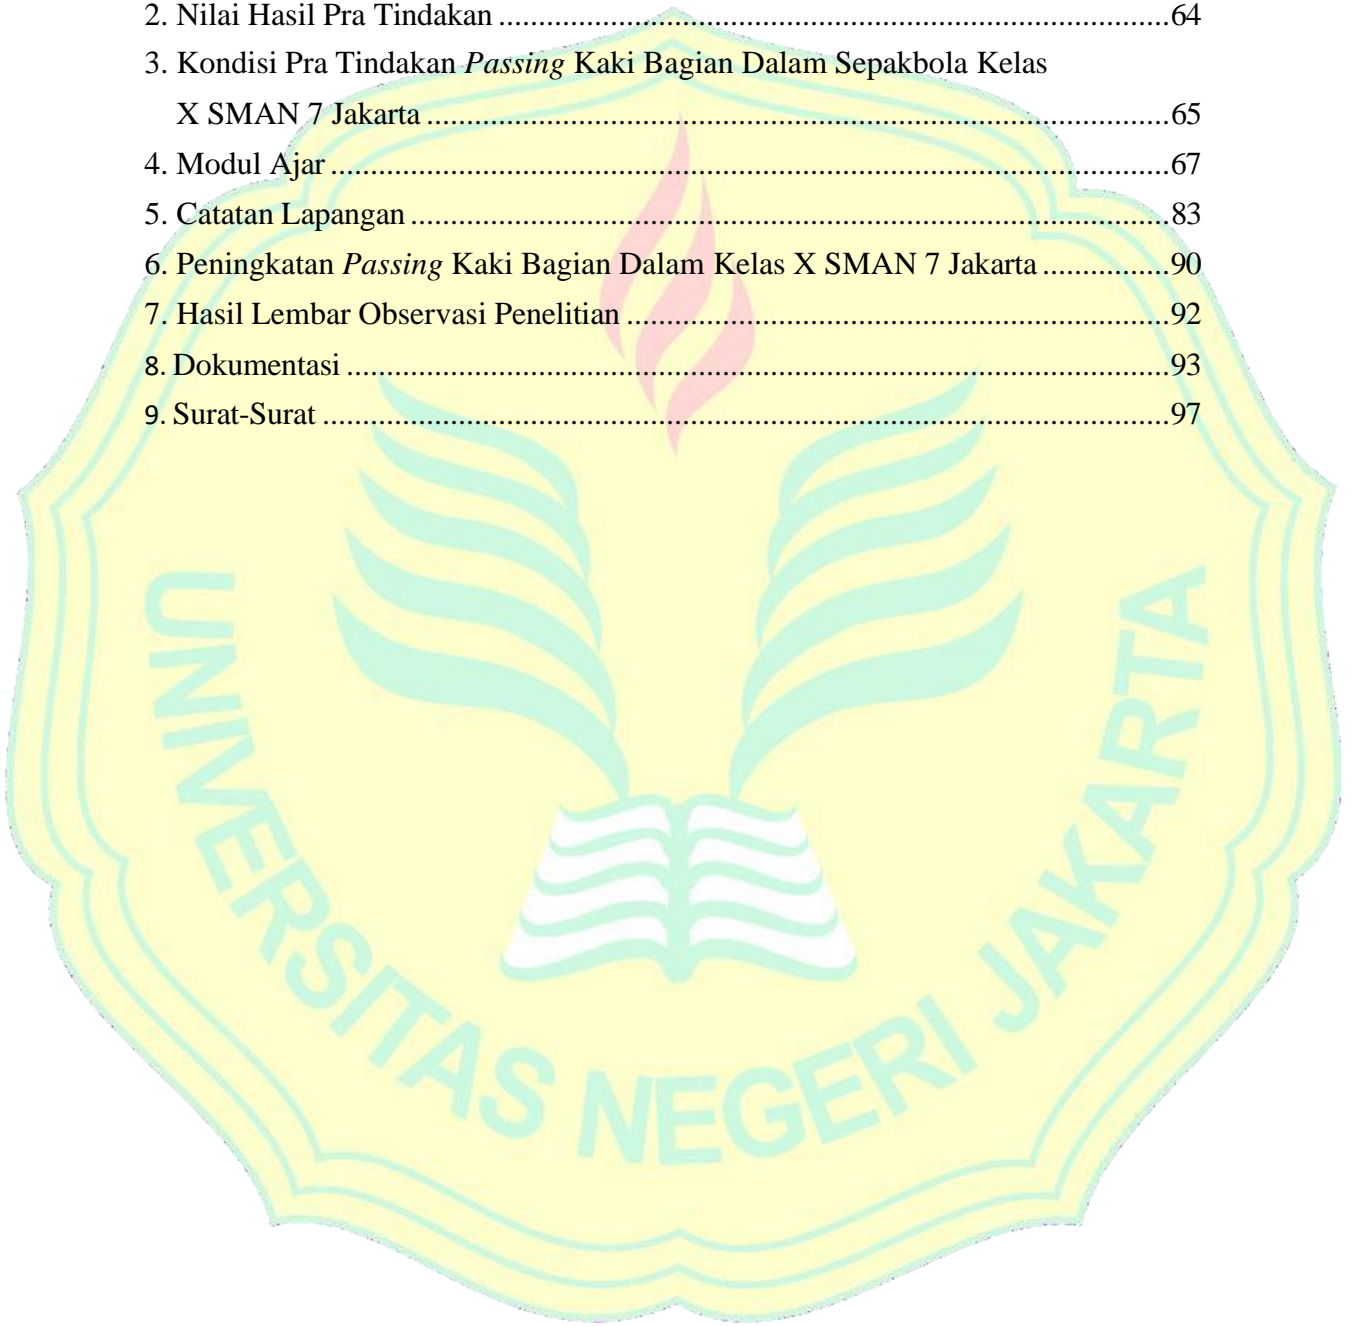 2. Nilai Hasil Pra Tindakan ........................................................................................64
3. Kondisi Pra Tindakan Passing Kaki Bagian Dalam Sepakbola Kelas
X SMAN 7 Jakarta .................................................................................................65
4. Modul Ajar .............................................................................................................67
5. Catatan Lapangan ...................................................................................................83
6. Peningkatan Passing Kaki Bagian Dalam Kelas X SMAN 7 Jakarta ................90
7. Hasil Lembar Observasi Penelitian ........................................................................92
8. Dokumentasi ...........................................................................................................93
9. Surat-Surat ..............................................................................................................97
UNIVERSITAS NEGERI JAKARTA